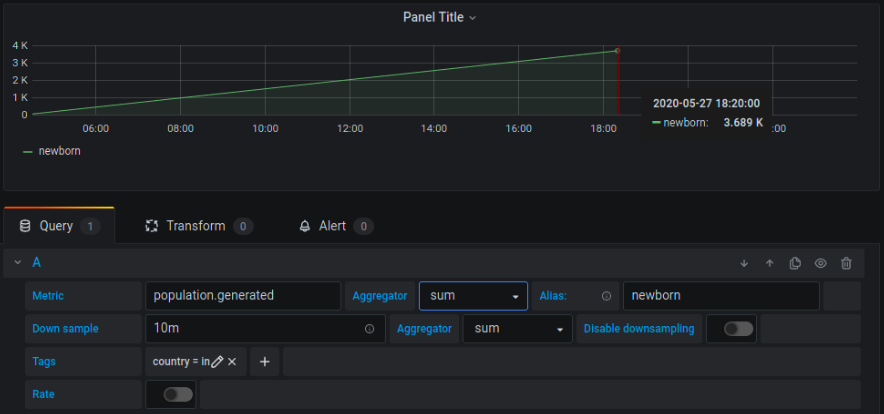 Panel Title
4 K
3 K
2 K
1 K
0
06:00 08:00 10:00 12:00 14:00 16:00 18:00 :00
2020-05-27 18:20:00
newborn: 3.689 K
newborn
Query 1 Transform 0 Alert 0
A
Metric population.generated Aggregator sum Alias: newborn
Down sample 10m Aggregator sum Disable downsampling
Tags country = in
Rate